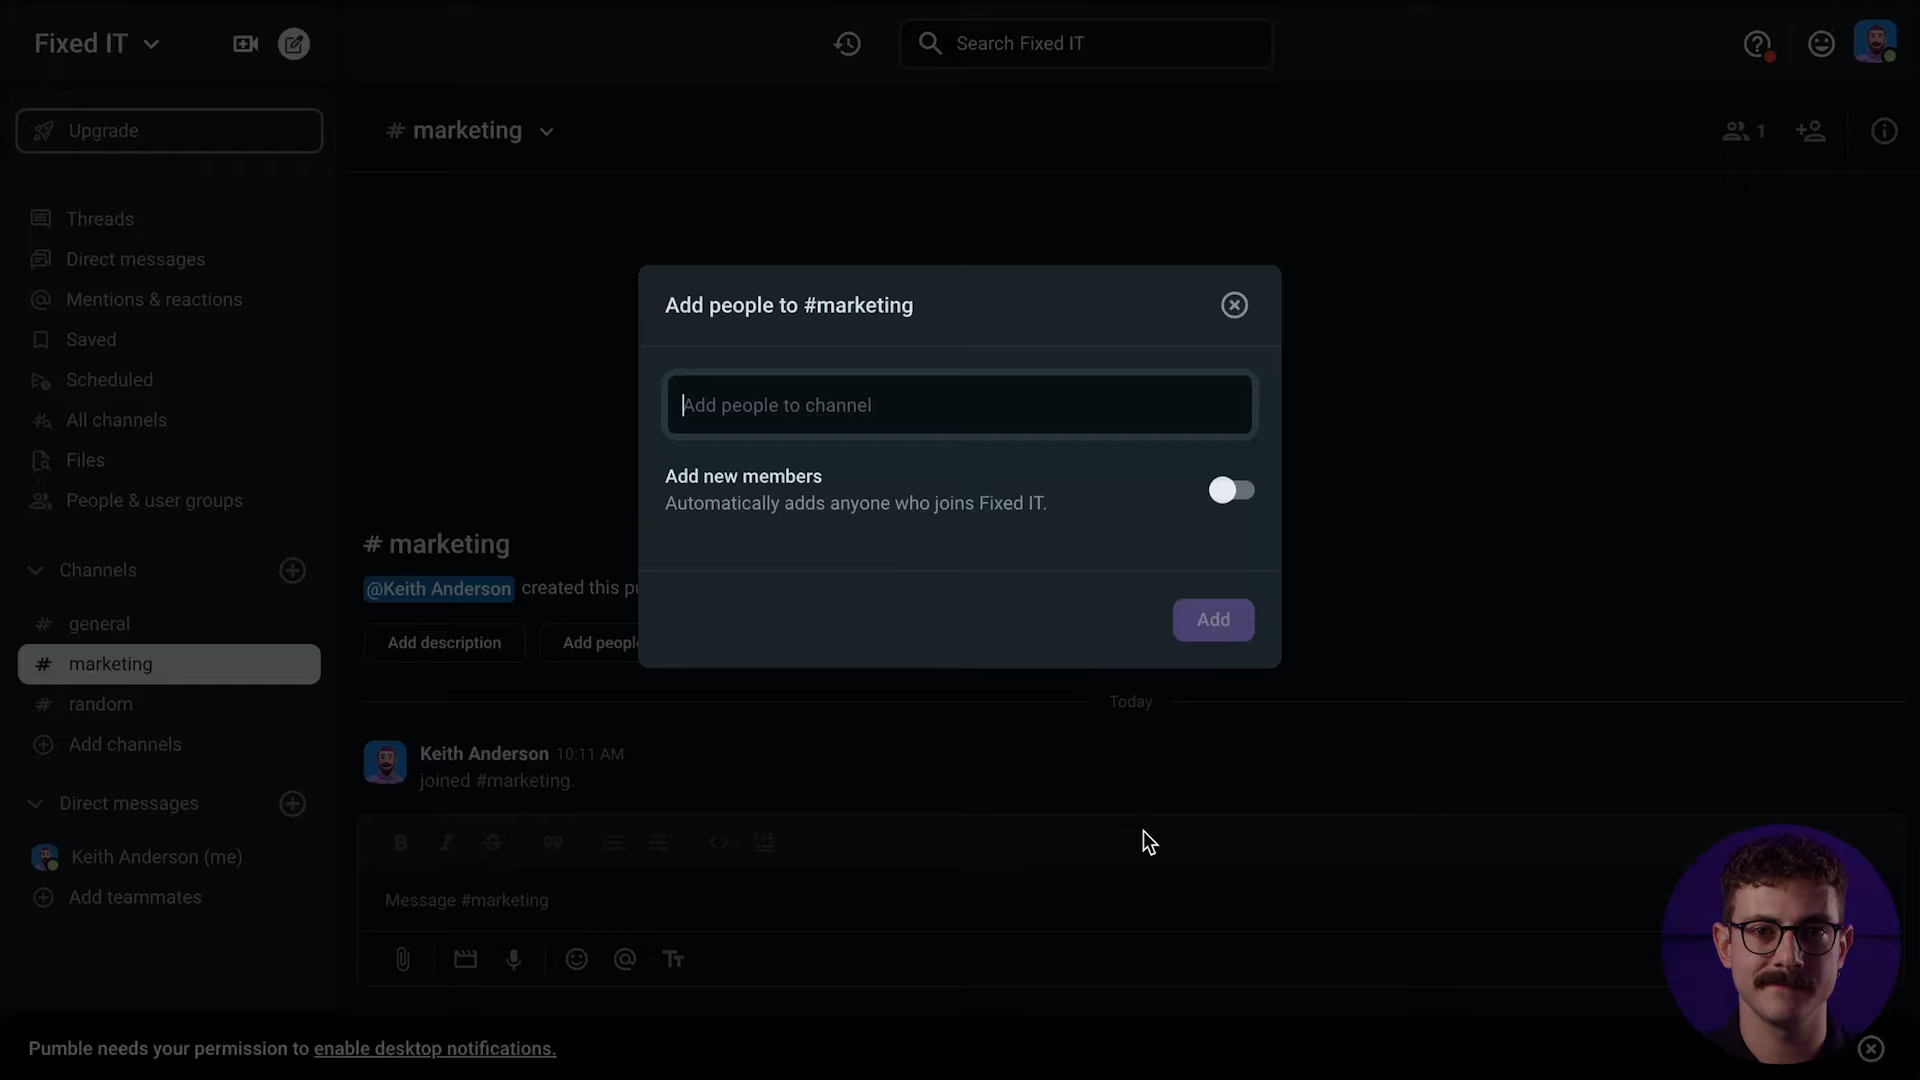 Fixed IT
Search Fixed IT
Upgrade
# marketing
1
Threads
Direct messages
Mentions & reactions
Saved
Scheduled
All channels
Files
People & user groups
Channels
# general
# marketing
# random
Add channels
Direct messages
Keith Anderson (me)
Add teammates
Add people to #marketing
Add people to channel
Add new members
Automatically adds anyone who joins Fixed IT.
Add
# marketing
@Keith Anderson created this
Add description
Add people
Today
Keith Anderson 10:11 AM
joined #marketing.
Message #marketing
Pumble needs your permission to enable desktop notifications.